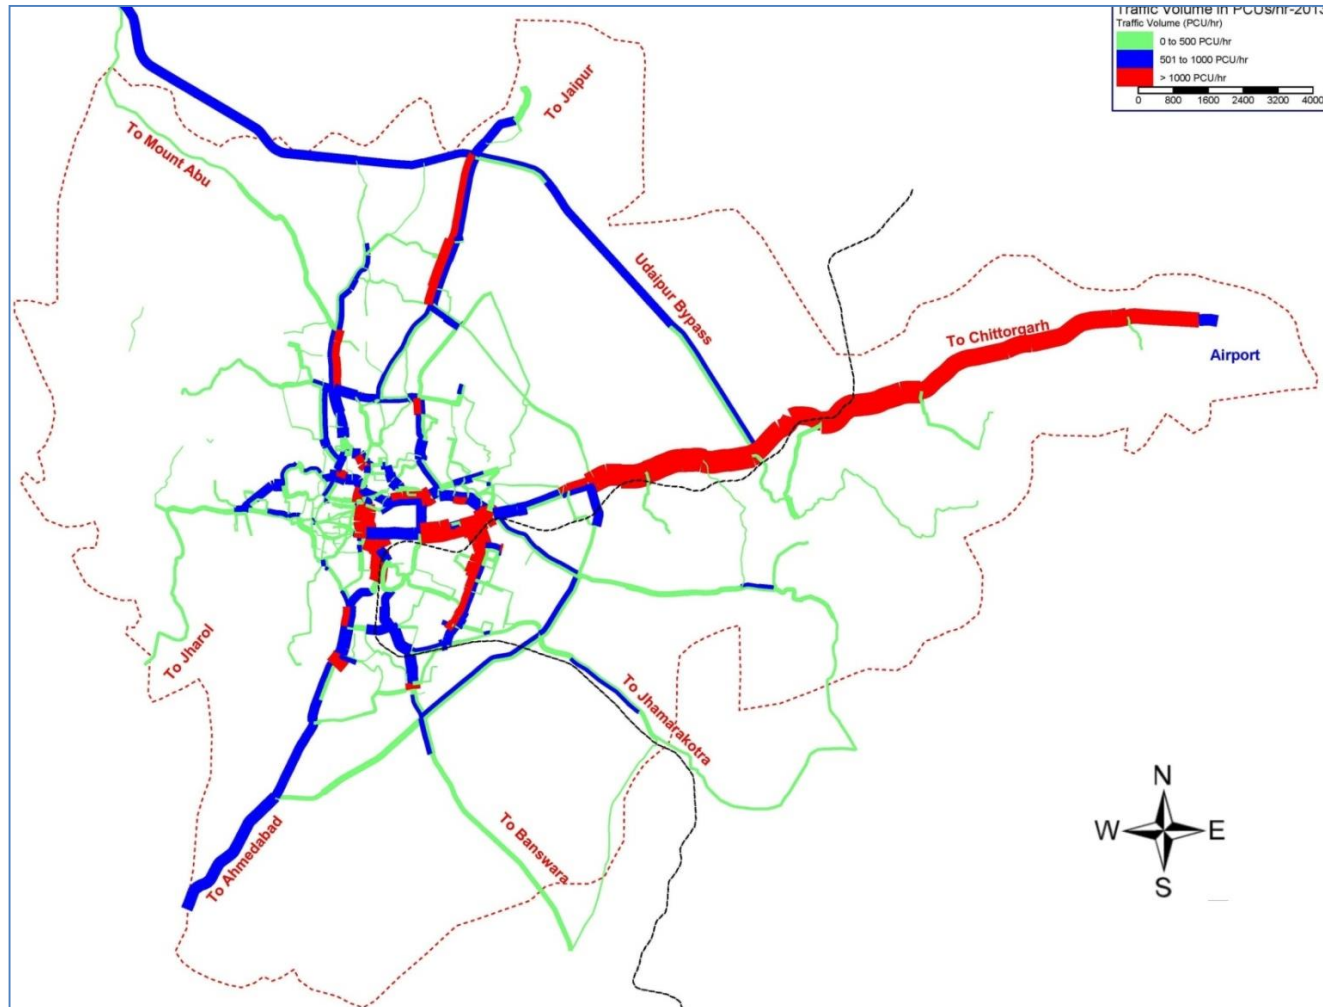 Traffic Volume in PCUs/hr-2013
Traffic Volume (PCU/hr)
0 to 500 PCU/hr
501 to 1000 PCU/hr
> 1000 PCU/hr
0 800 1600 2400 3200 4000
To Jaipur
To Mount Abu
Udaipur Bypass
To Chittorgarh
Airport
To Jharol
To Jhamarakotra
To Ahmedabad
To Banswara
N
W E
S